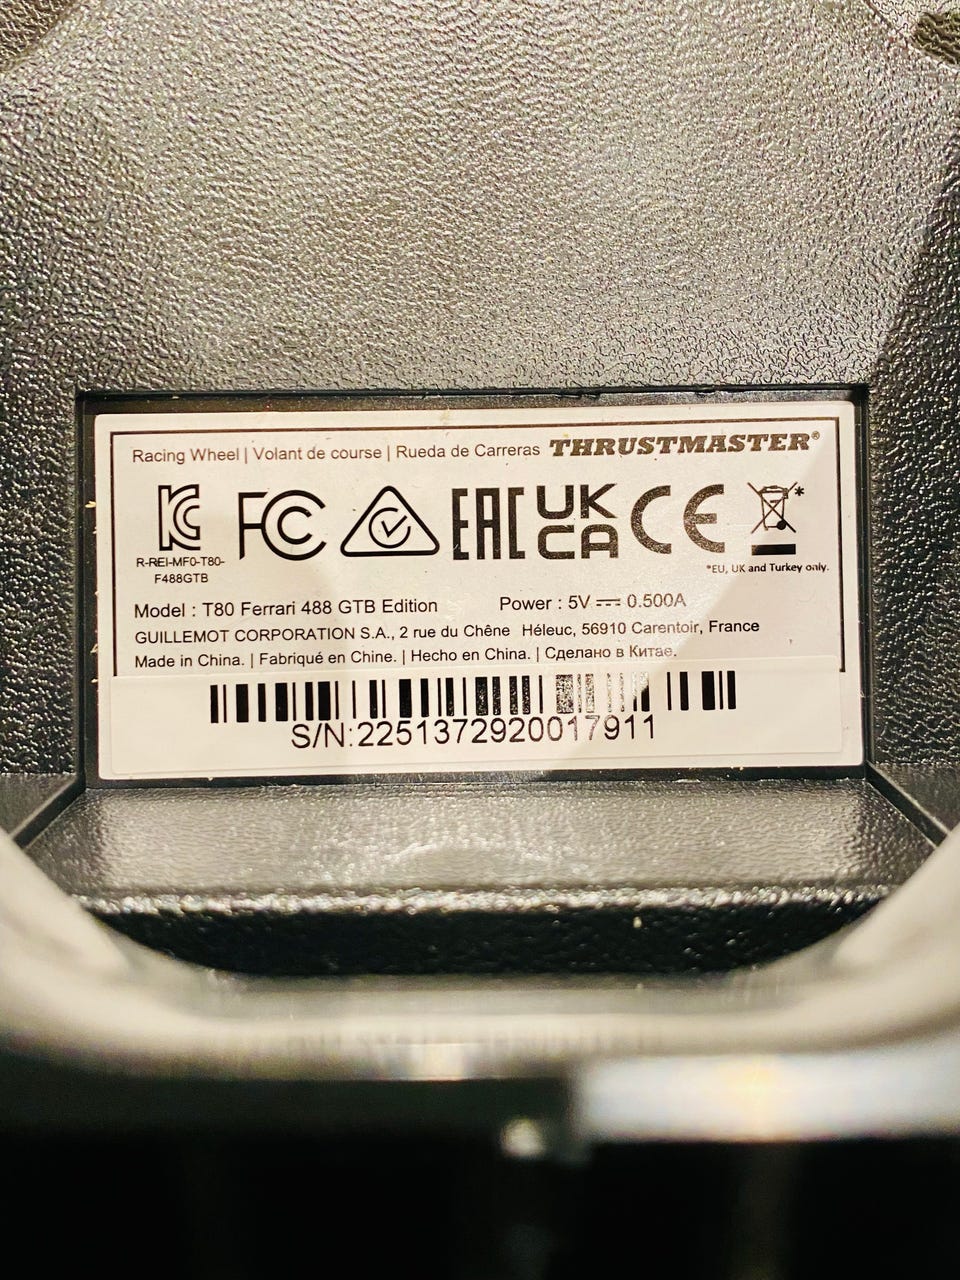 Racing Wheel | Volant de course | Rueda de Carreras THRUSTMASTER®
KC FC EAC UK CA CE *
R-REI-MF0-T80-
F488GTB
*EU, UK and Turkey only.
Model : T80 Ferrari 488 GTB Edition Power : 5V ⎓ 0.500A
GUILLEMOT CORPORATION S.A., 2 rue du Chêne Héleuc, 56910 Carentoir, France
Made in China. | Fabriqué en Chine. | Hecho en China. | Сделано в Китае.
S/N:2251372920017911